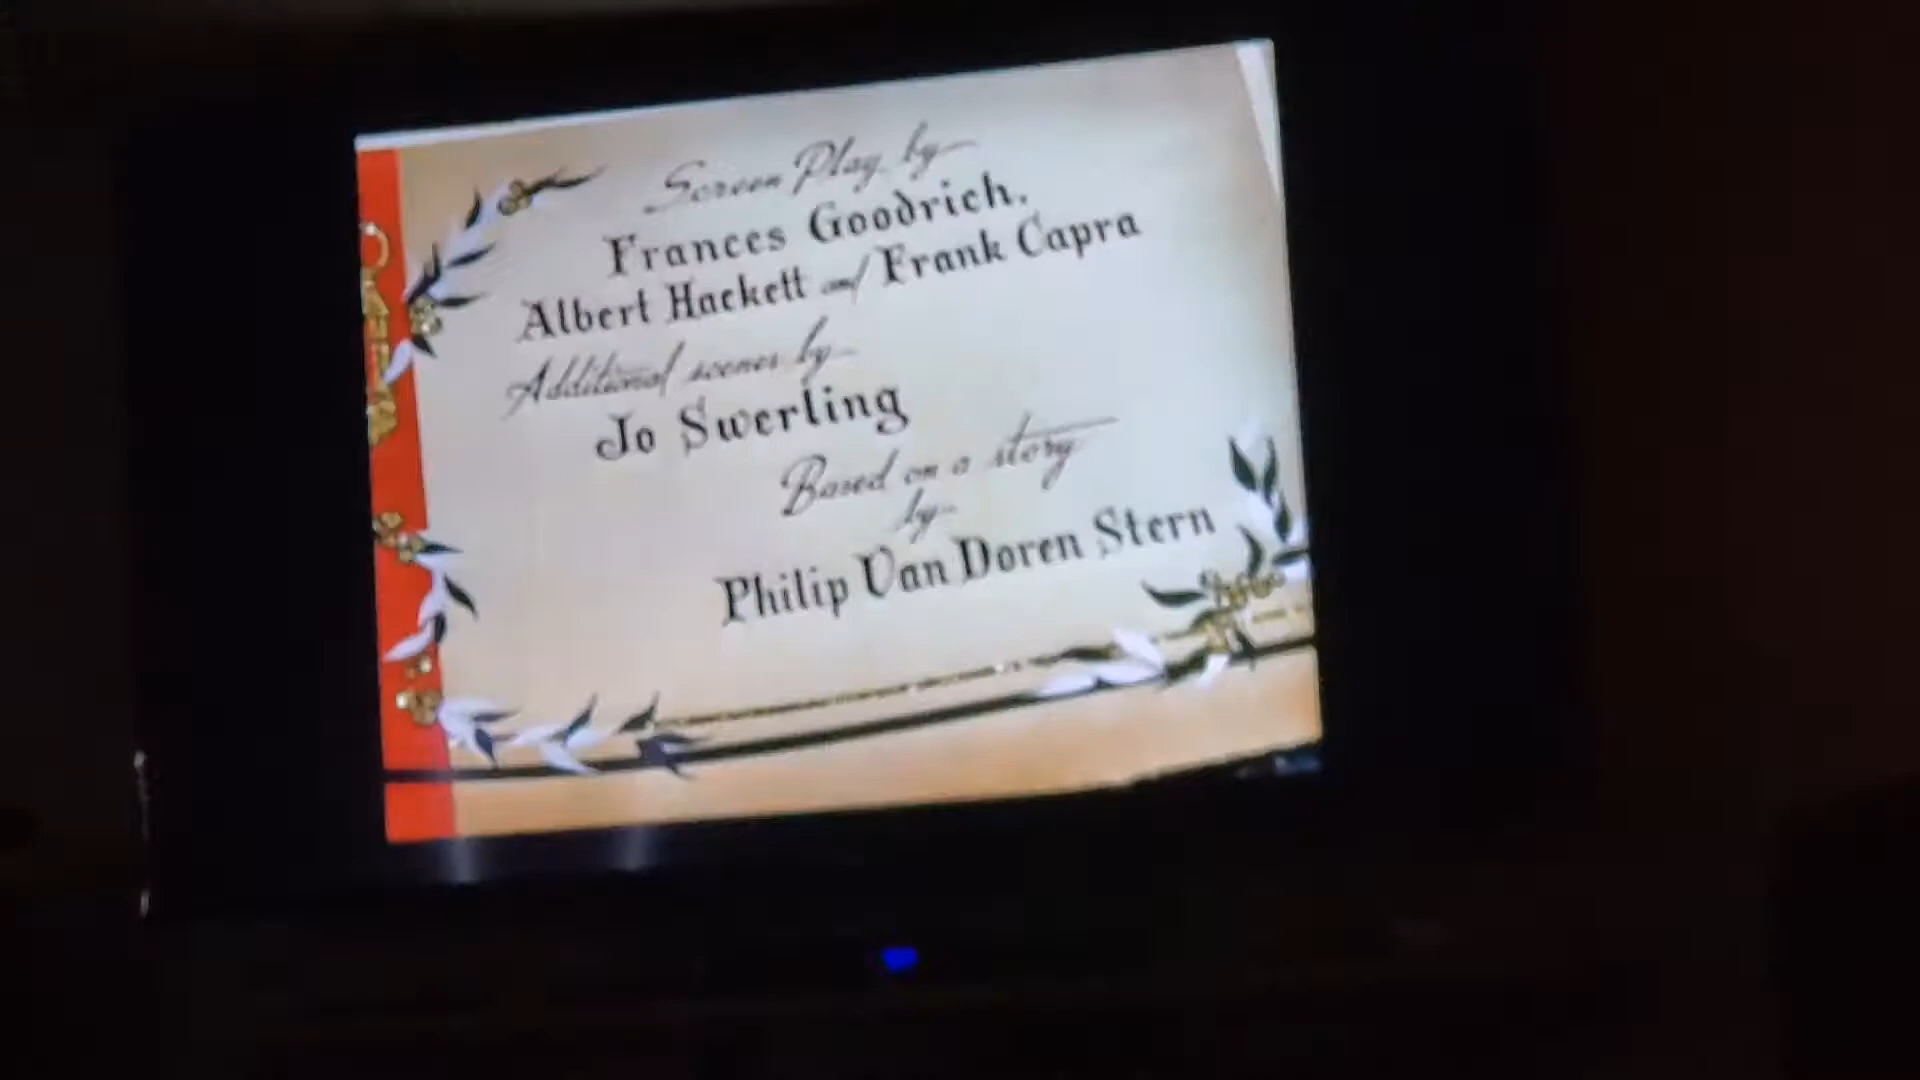 Screen Play by
Frances Goodrich,
Albert Hackett and Frank Capra
Additional scenes by
Jo Swerling
Based on a story
by
Philip Van Doren Stern